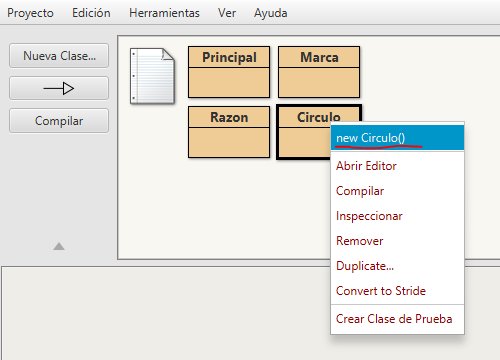 Proyecto Edición Herramientas Ver Ayuda
Nueva Clase...
Compilar
Principal Marca
Razon Circulo
new Circulo()
Abrir Editor
Compilar
Inspeccionar
Remover
Duplicate...
Convert to Stride
Crear Clase de Prueba